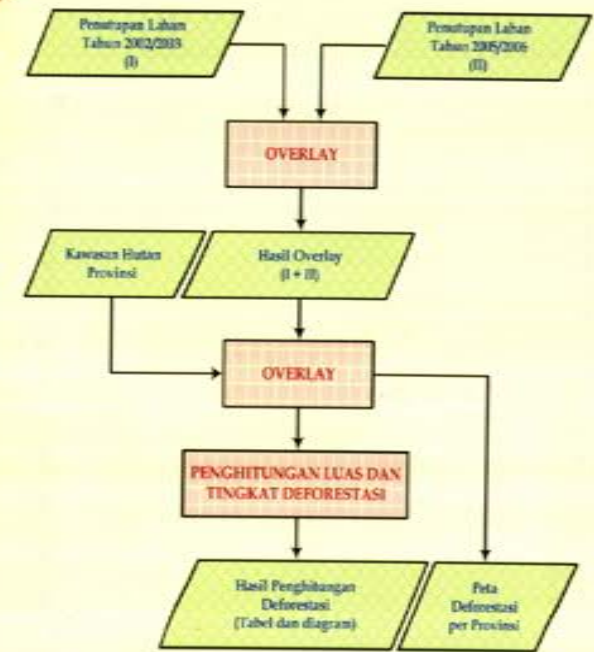 Penutupan Lahan
Tahun 2002/2003
(I)
Penutupan Lahan
Tahun 2005/2006
(II)
OVERLAY
Kawasan Hutan
Provinsi
Hasil Overlay
(I + II)
OVERLAY
PENGHITUNGAN LUAS DAN
TINGKAT DEFORESTASI
Hasil Penghitungan
Deforestasi
(Tabel dan diagram)
Peta
Deforestasi
per Provinsi